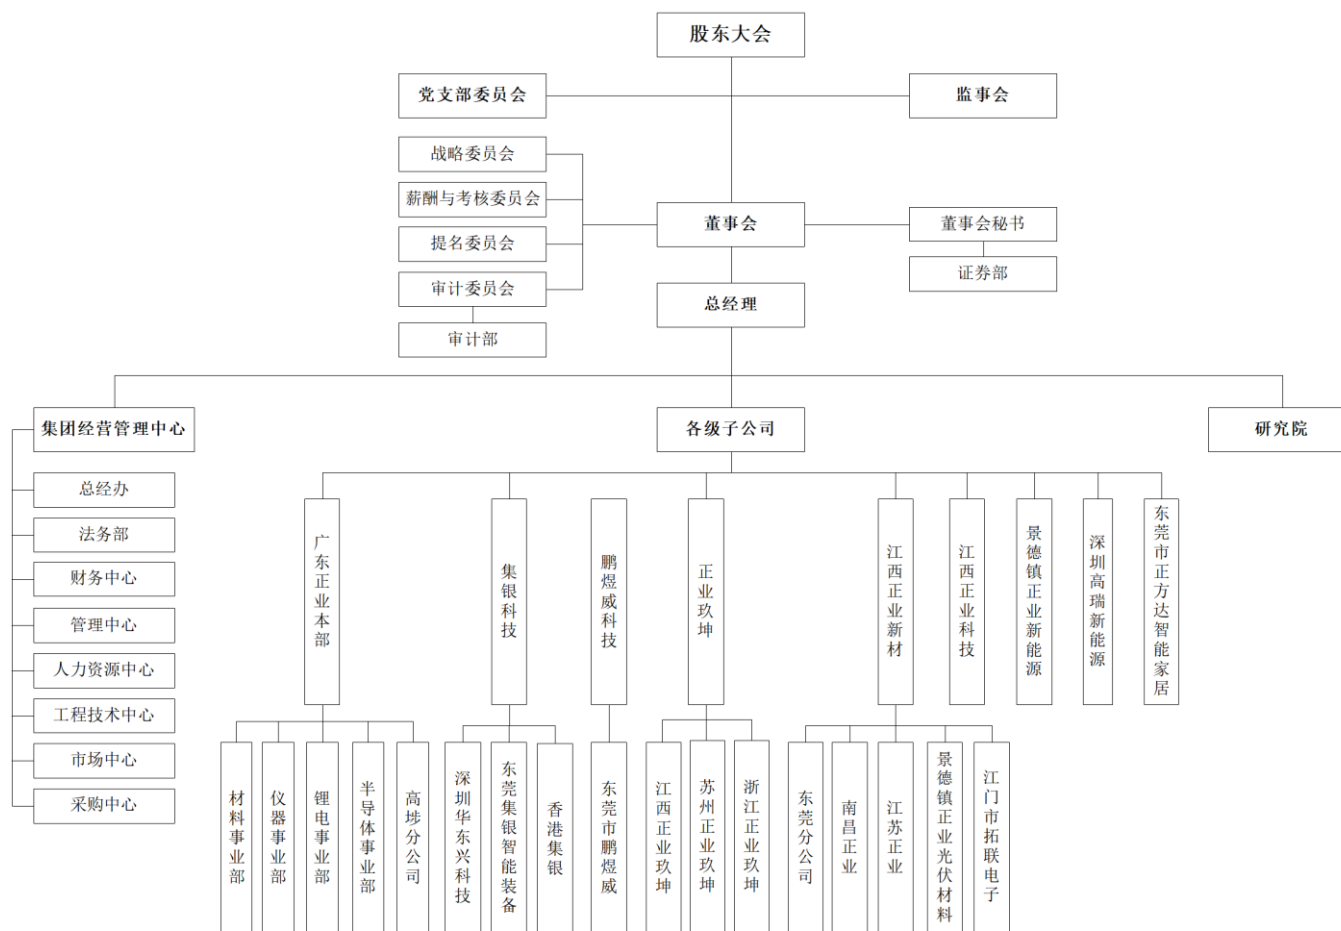 股东大会
党支部委员会
监事会
战略委员会
薪酬与考核委员会
提名委员会
审计委员会
审计部
董事会
董事会秘书
证券部
总经理
集团经营管理中心
各级子公司
研究院
总经办
法务部
财务中心
管理中心
人力资源中心
工程技术中心
市场中心
采购中心
广东正业本部
集银科技
鹏煜威科技
正业玖坤
江西正业新材
江西正业科技
景德镇正业新能源
深圳高瑞新能源
东莞市正方达智能家居
材料事业部
仪器事业部
锂电事业部
半导体事业部
高埗分公司
深圳华东兴科技
东莞集银智能装备
香港集银
东莞市鹏煜威
江西正业玖坤
苏州正业玖坤
浙江正业玖坤
东莞分公司
南昌正业
江苏正业
景德镇正业光伏材料
江门市拓联电子